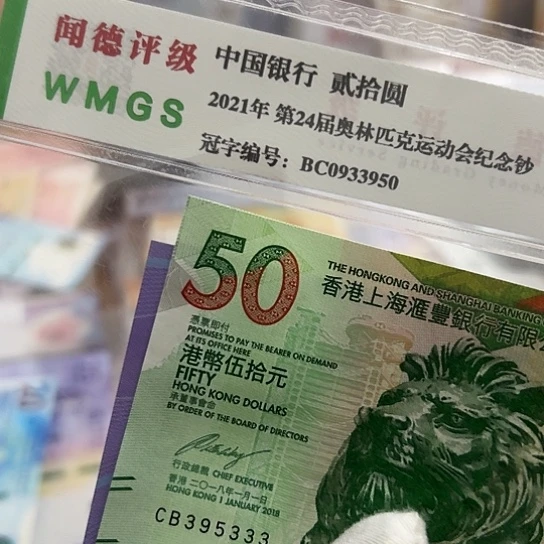 闻德评级
WMGS
中国银行 贰拾圆
2021年 第24届奥林匹克运动会纪念钞
冠字编号：BC0933950
50
THE HONGKONG AND SHANGHAI BANKING
香港上海滙豐銀行有限
憑票即付
PROMISES TO PAY THE BEARER ON DEMAND
AT ITS OFFICE HERE
港幣伍拾元
FIFTY
HONG KONG DOLLARS
承董事會命
BY ORDER OF THE BOARD OF DIRECTORS
行政總裁 CHIEF EXECUTIVE
香港 二〇一八年一月一日
HONG KONG 1 JANUARY 2018
CB395333